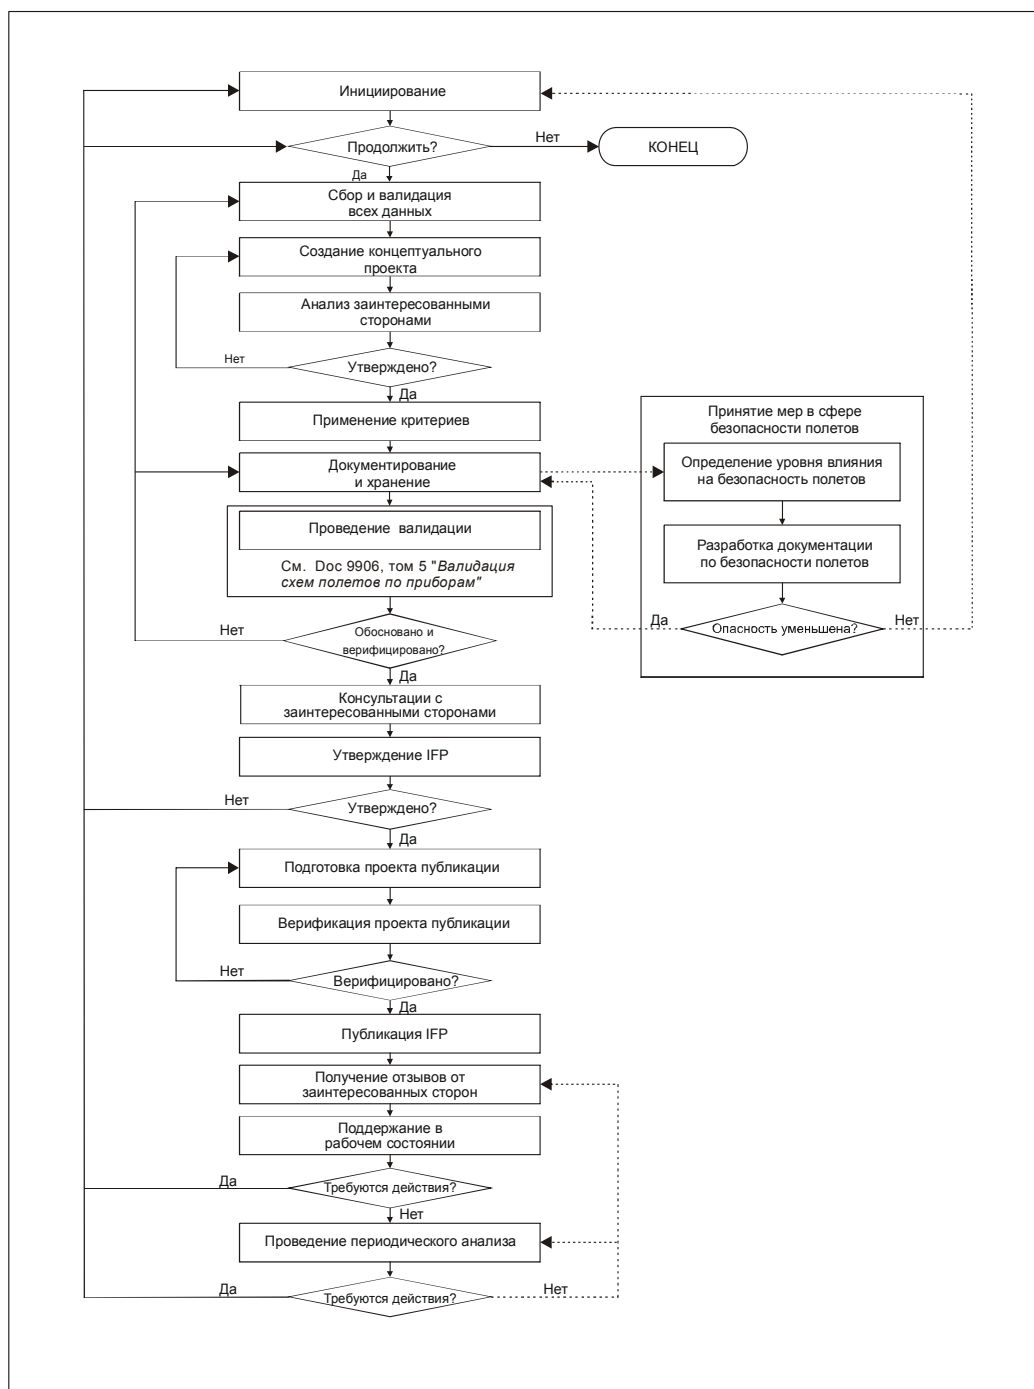 Инициирование
Продолжить?
Нет
КОНЕЦ
Да
Сбор и валидация
всех данных
Создание концептуального
проекта
Анализ заинтересованными
сторонами
Нет
Утверждено?
Да
Применение критериев
Документирование
и хранение
Проведение валидации
См. Doc 9906, том 5 "Валидация
схем полетов по приборам"
Нет
Обосновано и
верифицировано?
Да
Принятие мер в сфере
безопасности полетов
Определение уровня влияния
на безопасность полетов
Разработка документации
по безопасности полетов
Да
Опасность уменьшена?
Нет
Консультации с
заинтересованными сторонами
Утверждение IFP
Нет
Утверждено?
Да
Подготовка проекта публикации
Верификация проекта публикации
Нет
Верифицировано?
Да
Публикация IFP
Получение отзывов от
заинтересованных сторон
Поддержание в
рабочем состоянии
Да
Требуются действия?
Нет
Проведение периодического анализа
Да
Требуются действия?
Нет